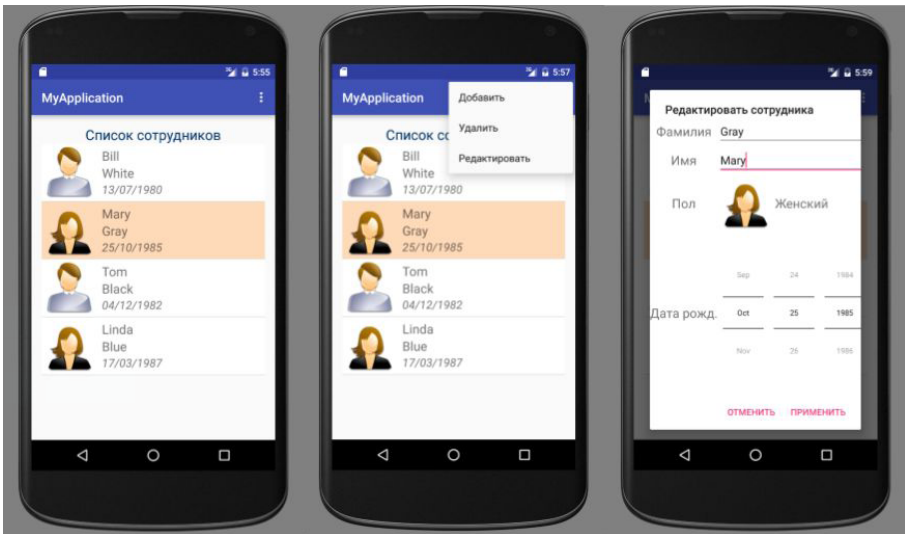 5:55
MyApplication
Список сотрудников
Bill
White
13/07/1980
Mary
Gray
25/10/1985
Tom
Black
04/12/1982
Linda
Blue
17/03/1987
5:57
MyApplication
Добавить
Удалить
Редактировать
Список со
Bill
White
13/07/1980
Mary
Gray
25/10/1985
Tom
Black
04/12/1982
Linda
Blue
17/03/1987
5:59
Редактировать сотрудника
Фамилия Gray
Имя Mary
Пол Женский
Sep 24 1984
Дата рожд. Oct 25 1985
Nov 26 1986
ОТМЕНИТЬ ПРИМЕНИТЬ